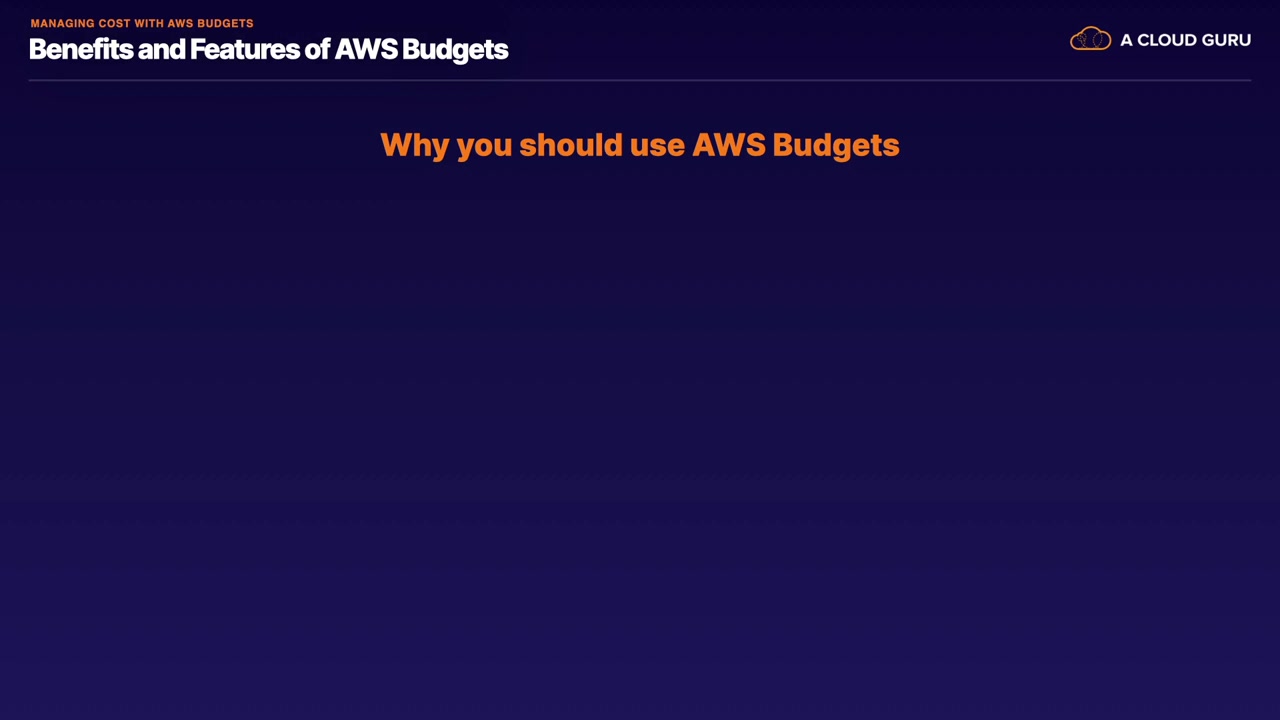 MANAGING COST WITH AWS BUDGETS
Benefits and Features of AWS Budgets
A CLOUD GURU
Why you should use AWS Budgets